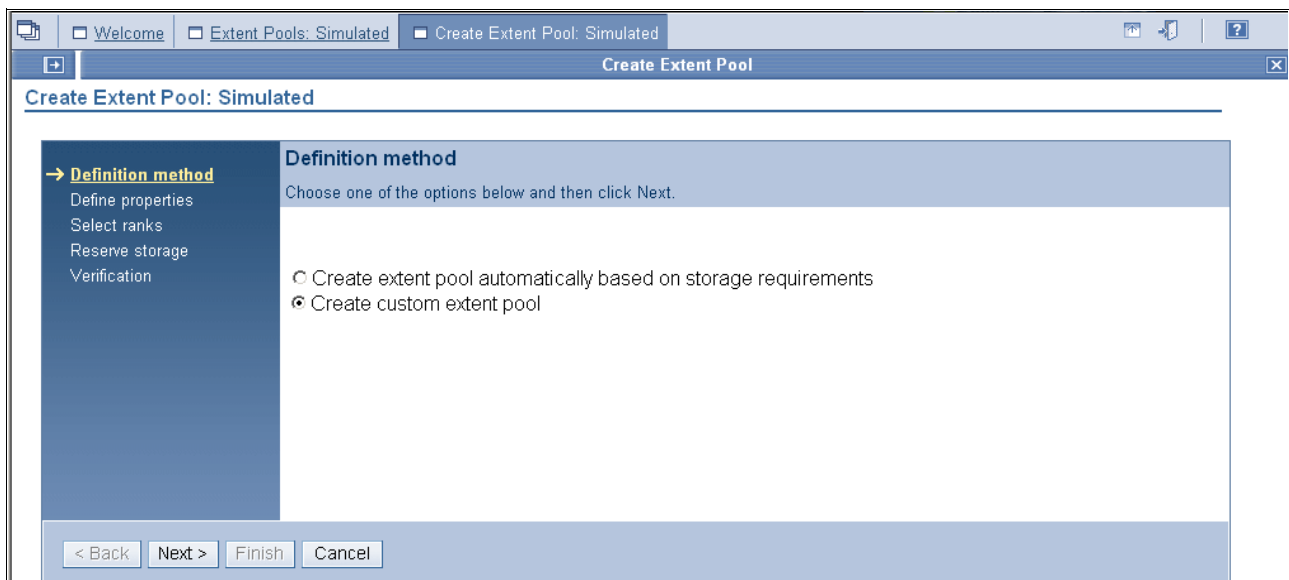 Welcome Extent Pools: Simulated Create Extent Pool: Simulated ?
Create Extent Pool
Create Extent Pool: Simulated
Definition method
Define properties
Select ranks
Reserve storage
Verification
Definition method
Choose one of the options below and then click Next.
Create extent pool automatically based on storage requirements
Create custom extent pool
< Back Next > Finish Cancel